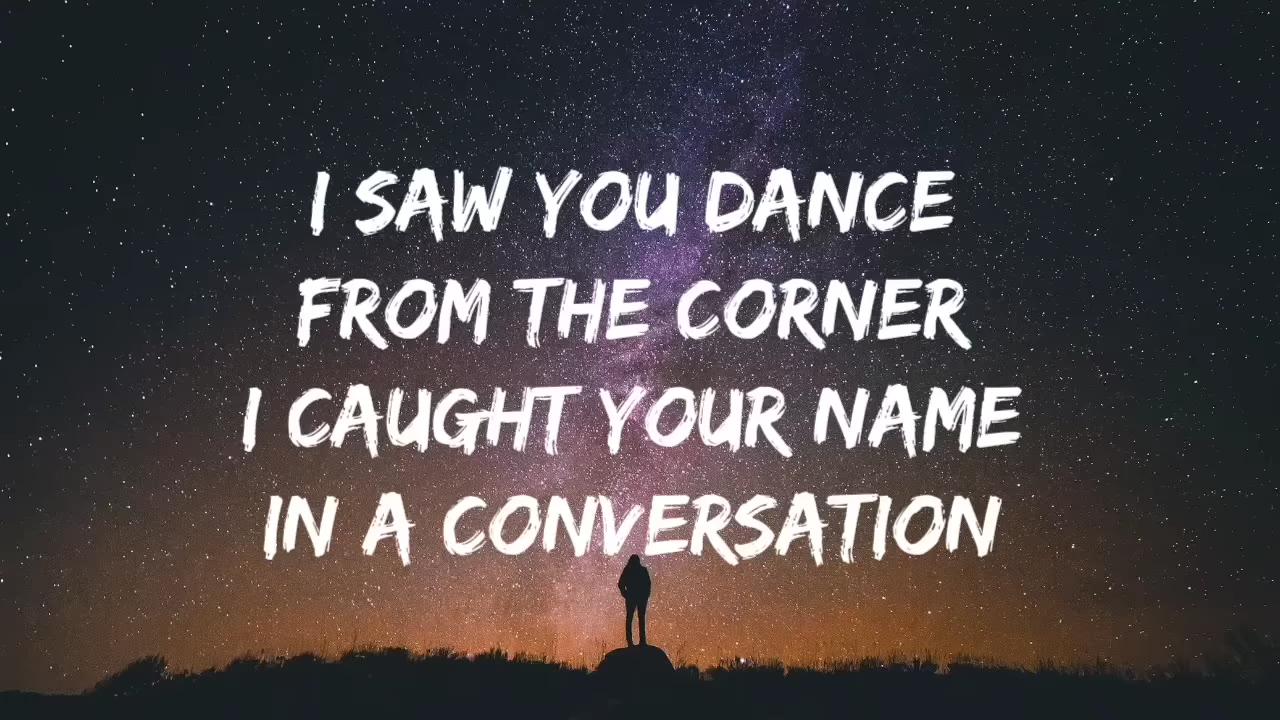 I SAW YOU DANCE
FROM THE CORNER
I CAUGHT YOUR NAME
IN A CONVERSATION